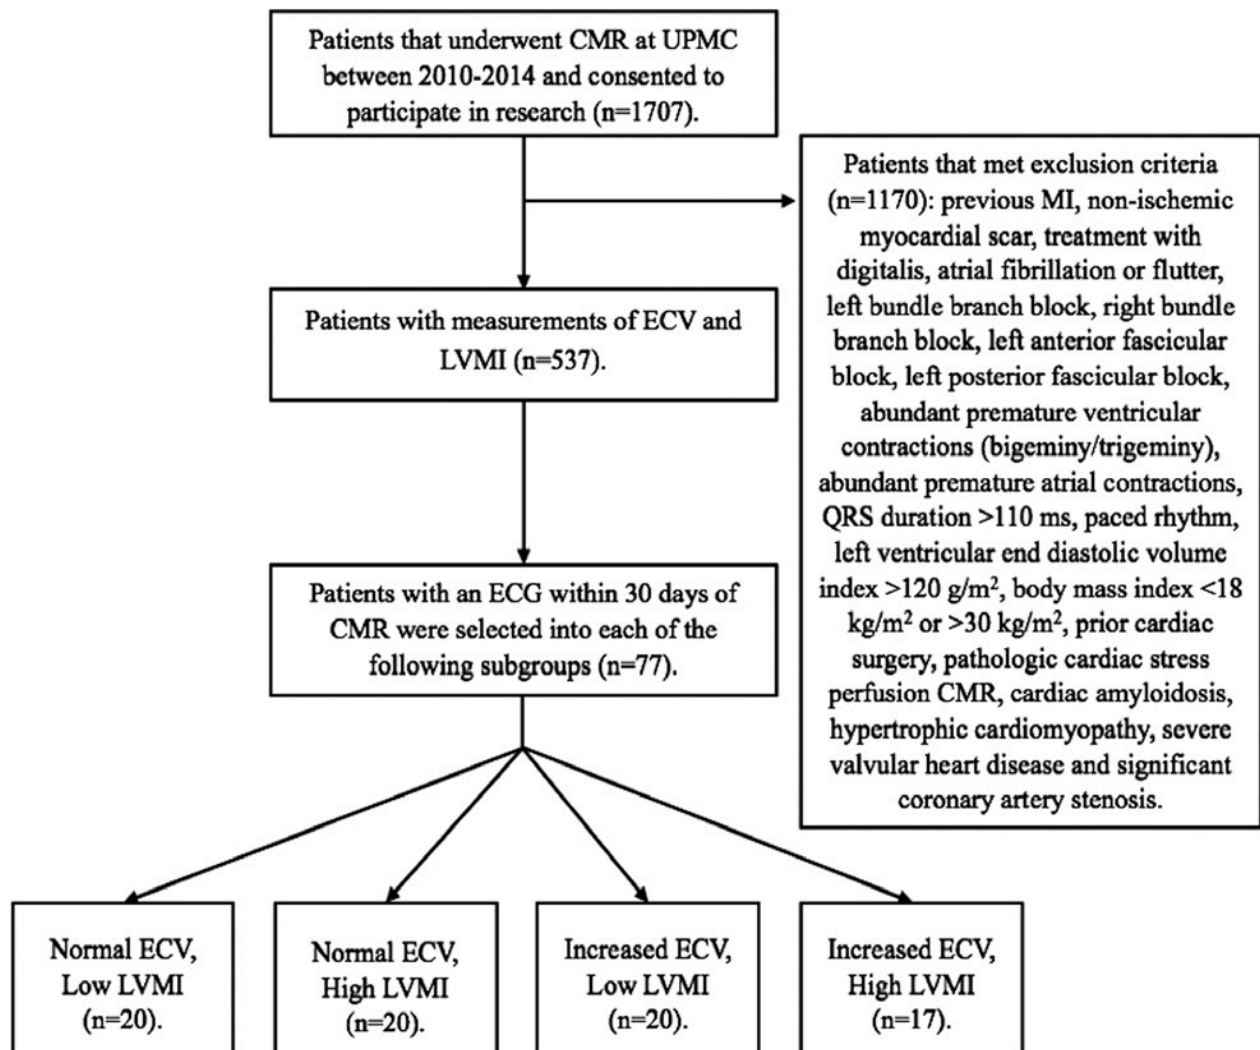 Patients that underwent CMR at UPMC
between 2010-2014 and consented to
participate in research (n=1707).
Patients that met exclusion criteria
(n=1170): previous MI, non-ischemic
myocardial scar, treatment with
digitalis, atrial fibrillation or flutter,
left bundle branch block, right bundle
branch block, left anterior fascicular
block, left posterior fascicular block,
abundant premature ventricular
contractions (bigeminy/trigeminy),
abundant premature atrial contractions,
QRS duration >110 ms, paced rhythm,
left ventricular end diastolic volume
index >120 g/m², body mass index <18
kg/m² or >30 kg/m², prior cardiac
surgery, pathologic cardiac stress
perfusion CMR, cardiac amyloidosis,
hypertrophic cardiomyopathy, severe
valvular heart disease and significant
coronary artery stenosis.
Patients with measurements of ECV and
LVMI (n=537).
Patients with an ECG within 30 days of
CMR were selected into each of the
following subgroups (n=77).
Normal ECV,
Low LVMI
(n=20).
Normal ECV,
High LVMI
(n=20).
Increased ECV,
Low LVMI
(n=20).
Increased ECV,
High LVMI
(n=17).